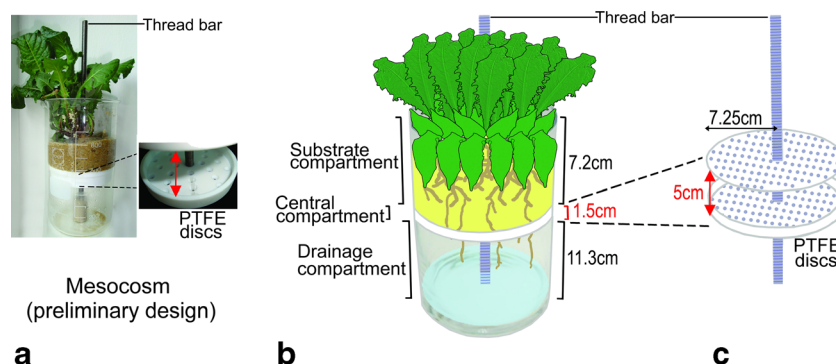 Thread bar
PTFE
discs
Mesocosm
(preliminary design)
a
Thread bar
Substrate
compartment
Central
compartment
Drainage
compartment
7.2cm
1.5cm
11.3cm
b
7.25cm
5cm
PTFE
discs
c